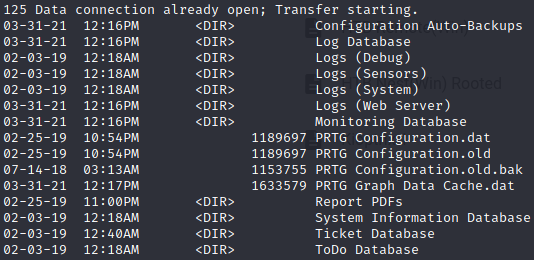 125 Data connection already open; Transfer starting.
03-31-21  12:16PM       <DIR>          Configuration Auto-Backups
03-31-21  12:16PM       <DIR>          Log Database
02-03-19  12:18AM       <DIR>          Logs (Debug)
02-03-19  12:18AM       <DIR>          Logs (Sensors)
02-03-19  12:18AM       <DIR>          Logs (System)
03-31-21  12:16PM       <DIR>          Logs (Web Server)
03-31-21  12:16PM       <DIR>          Monitoring Database
02-25-19  10:54PM              1189697 PRTG Configuration.dat
02-25-19  10:54PM              1189697 PRTG Configuration.old
07-14-18  03:13AM              1153755 PRTG Configuration.old.bak
03-31-21  12:17PM              1633579 PRTG Graph Data Cache.dat
02-25-19  11:00PM       <DIR>          Report PDFs
02-03-19  12:18AM       <DIR>          System Information Database
02-03-19  12:40AM       <DIR>          Ticket Database
02-03-19  12:18AM       <DIR>          ToDo Database